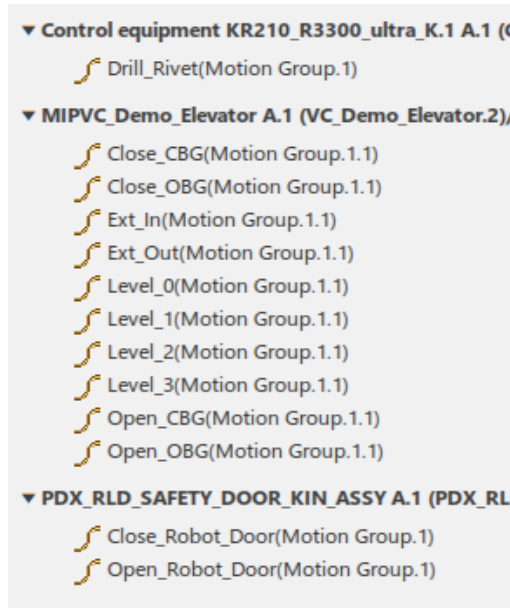 Control equipment KR210_R3300_ultra_K.1 A.1 (
Drill_Rivet(Motion Group.1)
MIPVC_Demo_Elevator A.1 (VC_Demo_Elevator.2)/
Close_CBG(Motion Group.1.1)
Close_OBG(Motion Group.1.1)
Ext_In(Motion Group.1.1)
Ext_Out(Motion Group.1.1)
Level_0(Motion Group.1.1)
Level_1(Motion Group.1.1)
Level_2(Motion Group.1.1)
Level_3(Motion Group.1.1)
Open_CBG(Motion Group.1.1)
Open_OBG(Motion Group.1.1)
PDX_RLD_SAFETY_DOOR_KIN_ASSY A.1 (PDX_RL
Close_Robot_Door(Motion Group.1)
Open_Robot_Door(Motion Group.1)